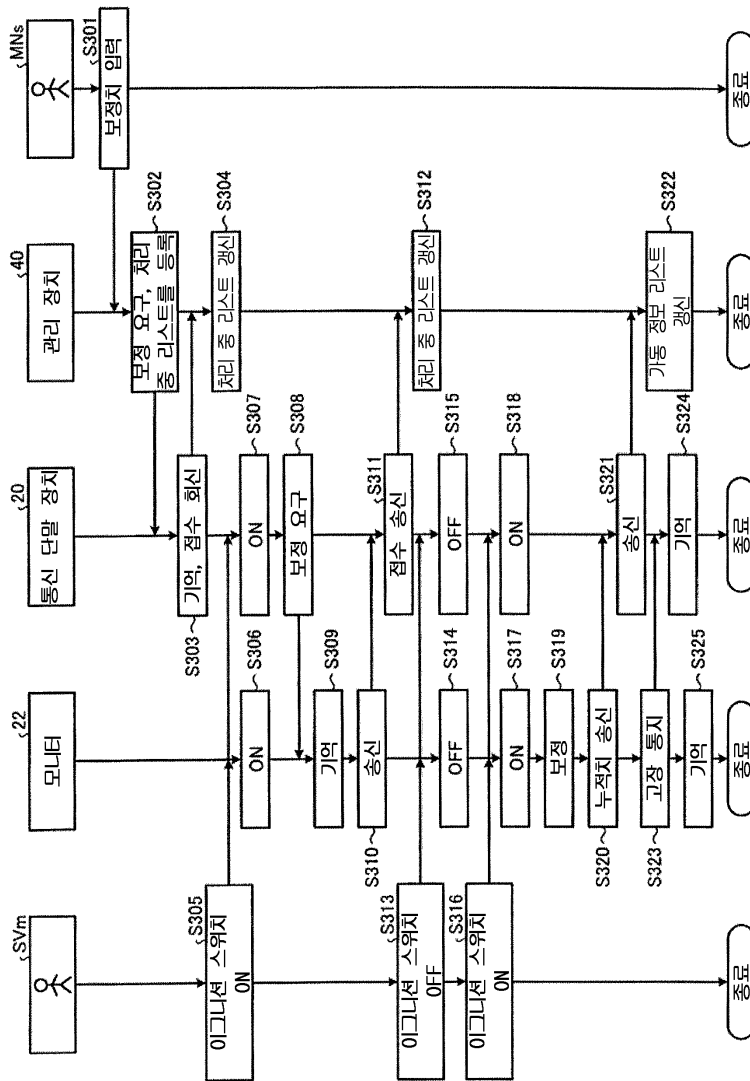 SVm
이그니션 스위치
ON
S305
이그니션 스위치
OFF
S313
이그니션 스위치
ON
S316
종료
22
모니터
ON
S306
기억
S309
송신
S310
OFF
S314
ON
S317
보정
S319
누적치 송신
S320
고장 통지
S323
기억
S325
종료
20
통신 단말 장치
기억, 접수 회신
S303
ON
S307
보정 요구
S308
접수 송신
S311
OFF
S315
ON
S318
송신
S321
기억
S324
종료
40
관리 장치
보정 요구, 처리
중 리스트를 등록
S302
처리 중 리스트 갱신
S304
처리 중 리스트 갱신
S312
가동 정보 리스트
갱신
S322
종료
MNs
보정치 입력
S301
종료